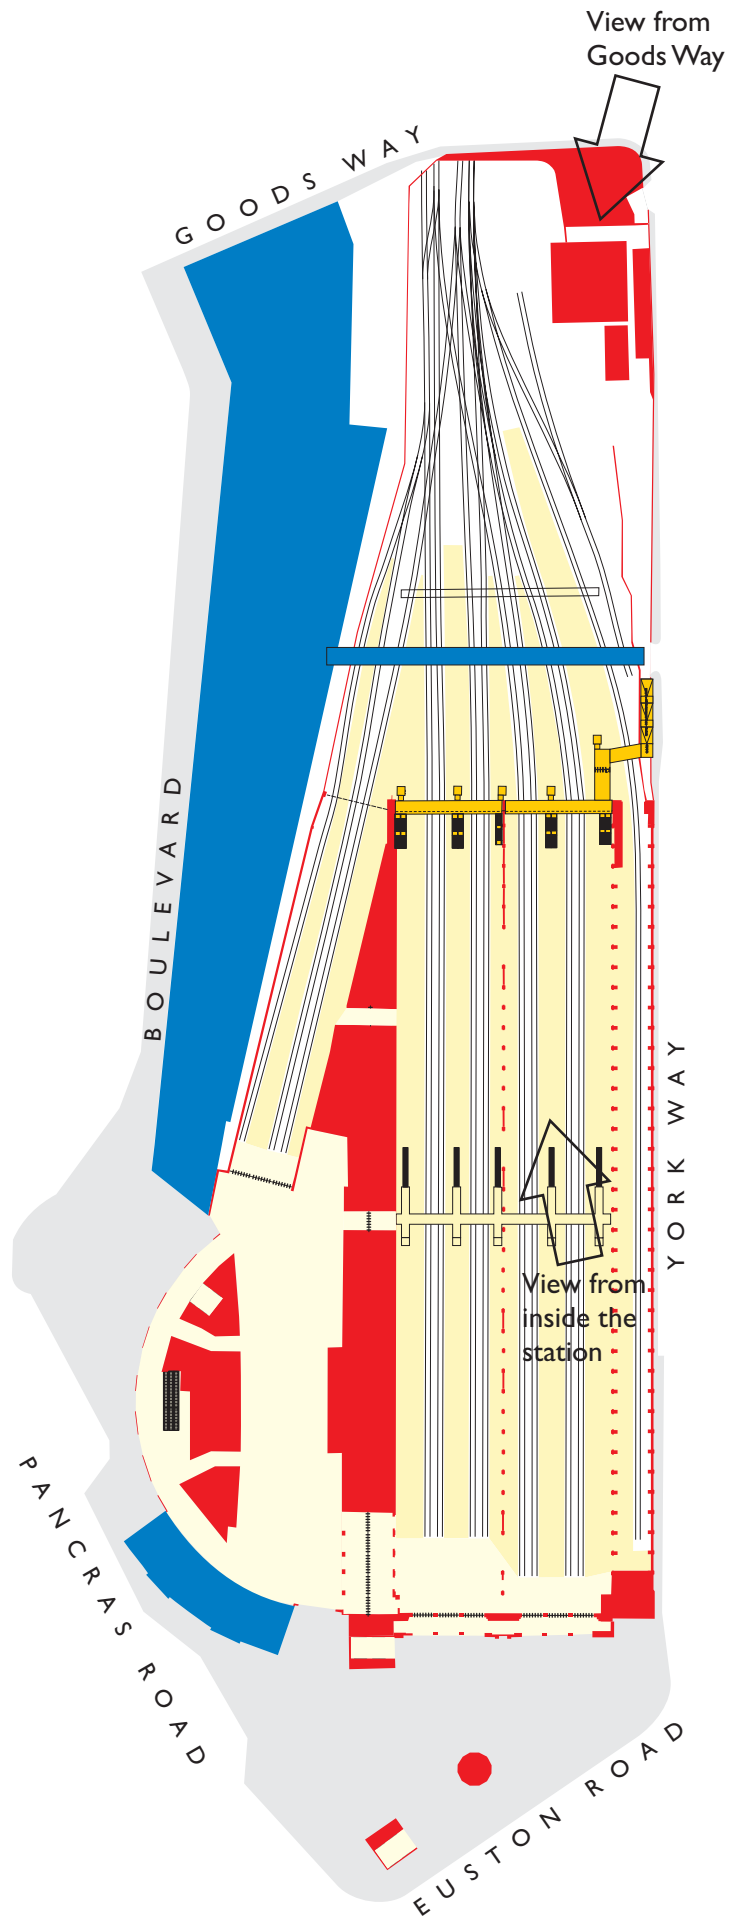 View from
Goods Way
GOODS WAY
BOULEVARD
YORK WAY
View from
inside the
station
PANCRAS ROAD
EUSTON ROAD